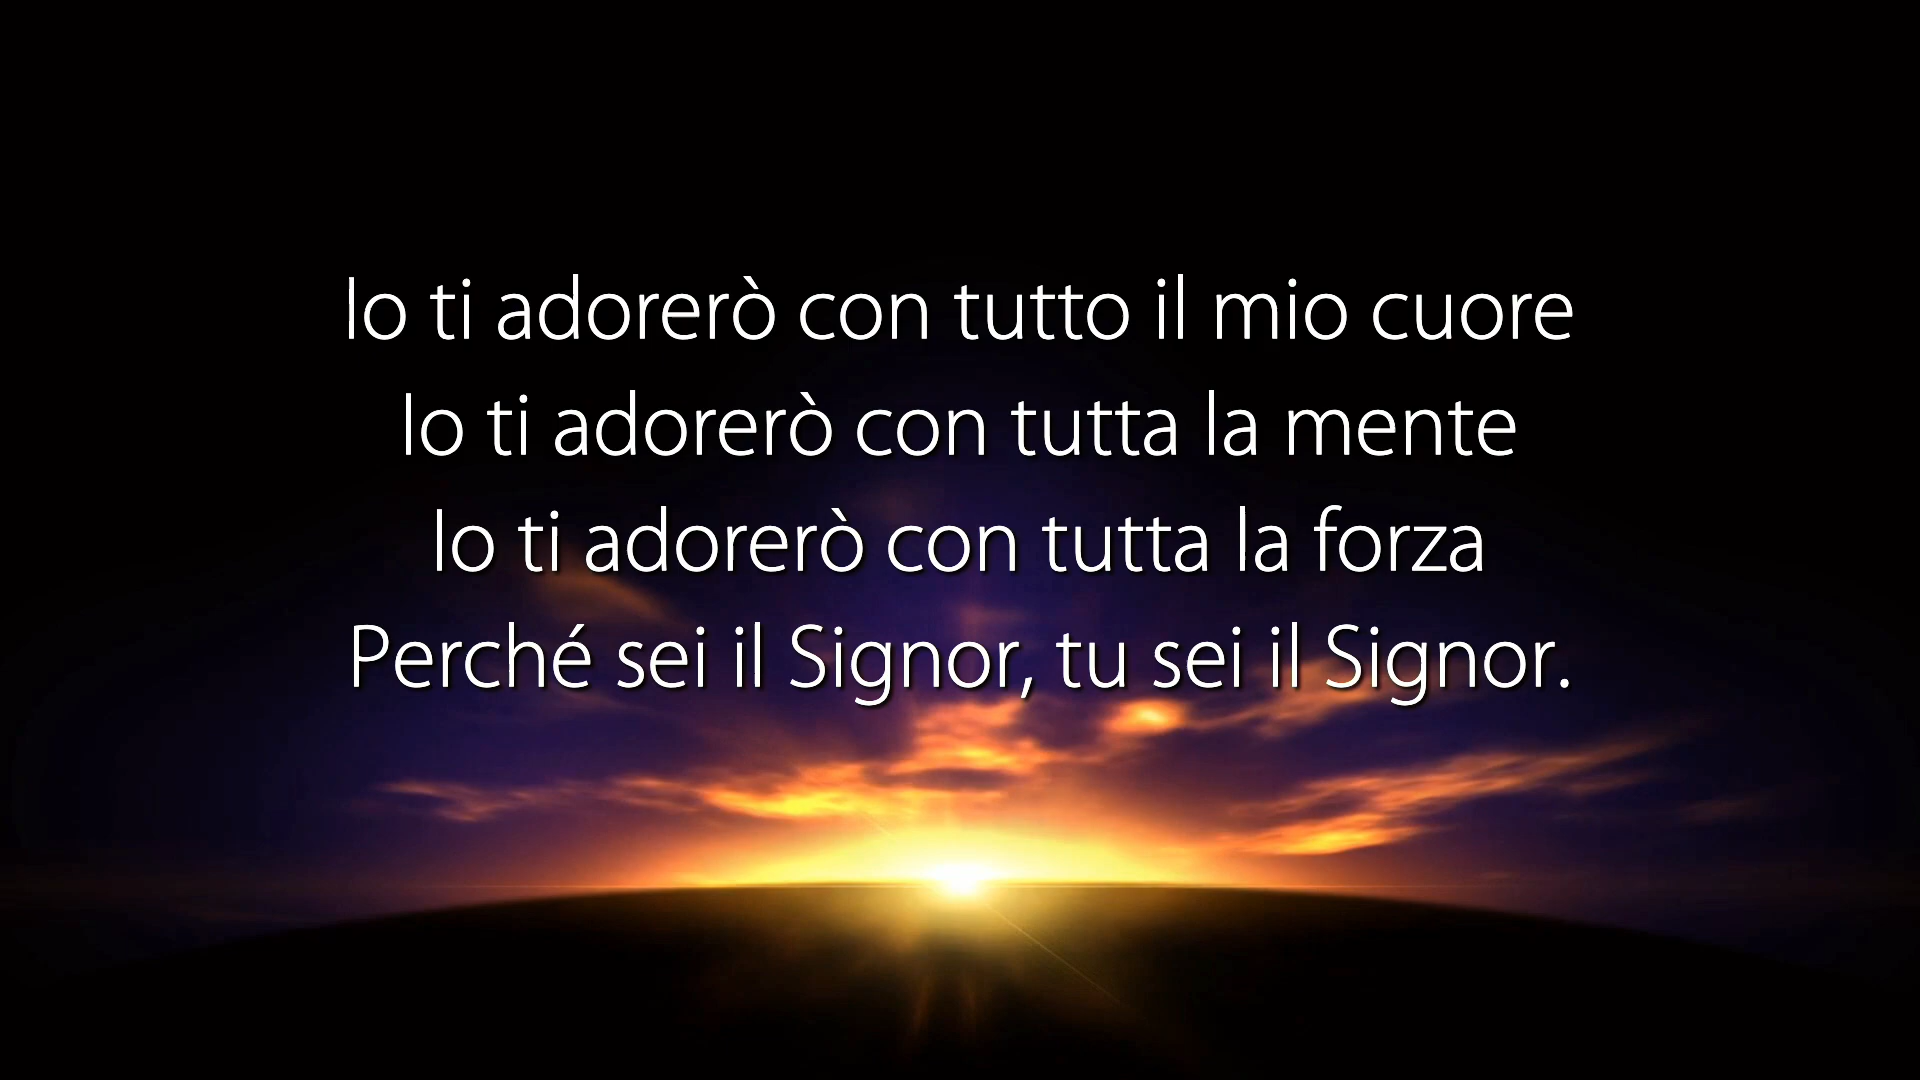 Io ti adorerò con tutto il mio cuore
Io ti adorerò con tutta la mente
Io ti adorerò con tutta la forza
Perché sei il Signor, tu sei il Signor.